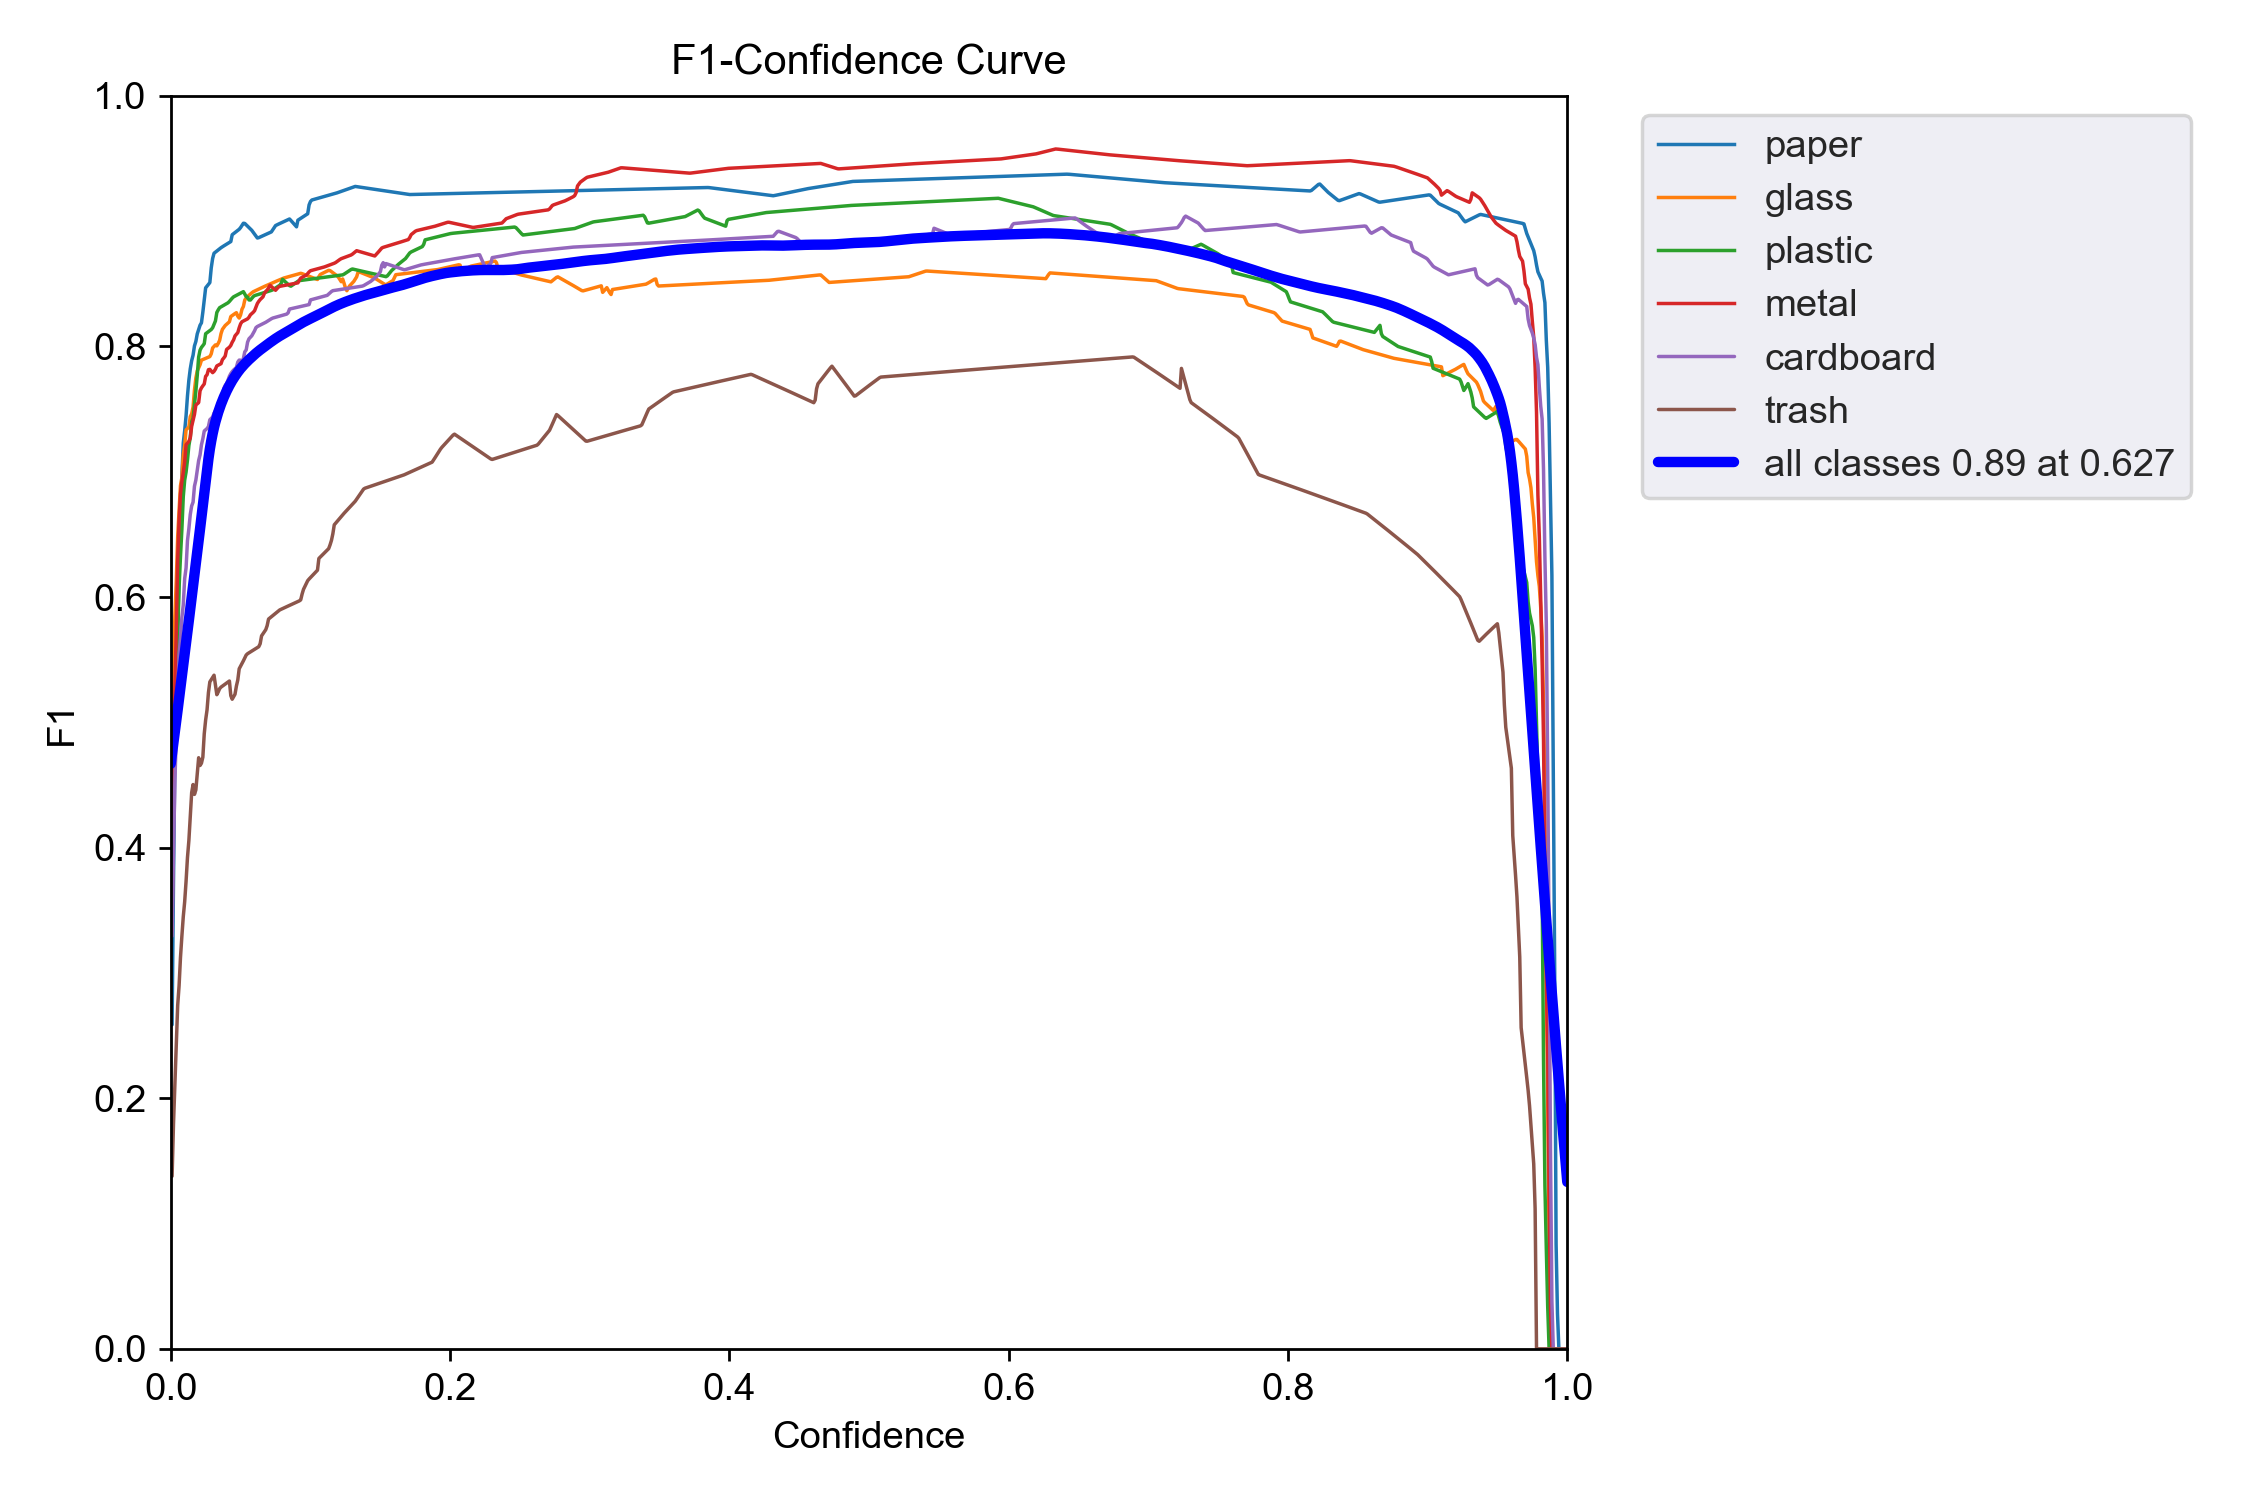 F1-Confidence Curve
1.0
0.8
0.6
0.4
0.2
0.0
F1
0.0 0.2 0.4 0.6 0.8 1.0
Confidence
paper
glass
plastic
metal
cardboard
trash
all classes 0.89 at 0.627